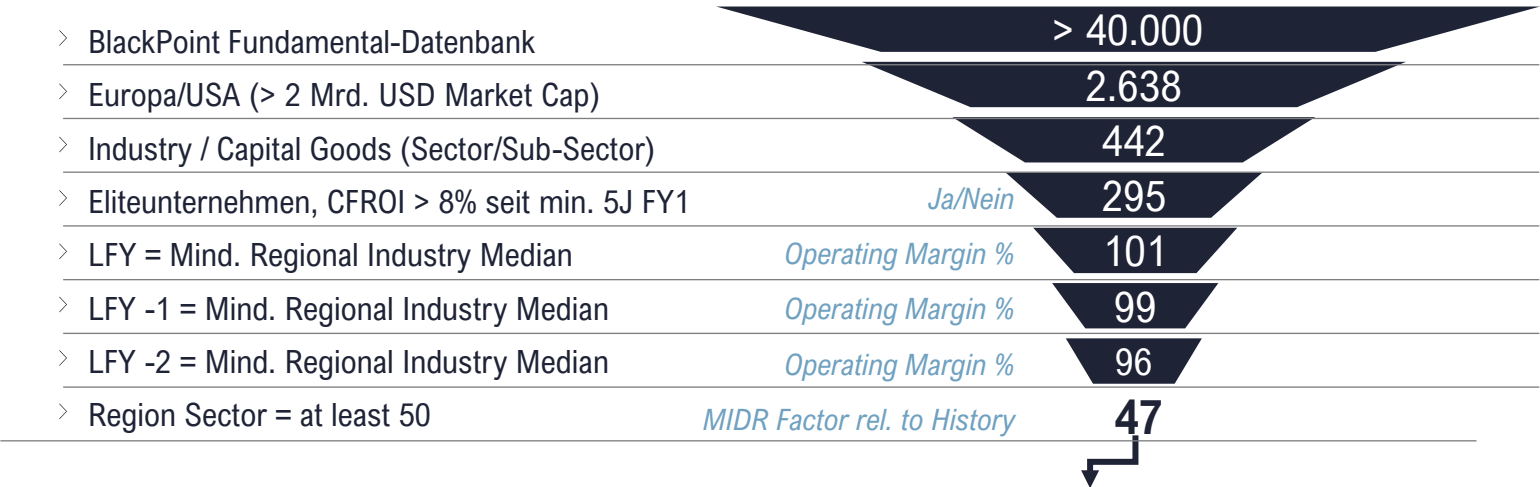 BlackPoint Fundamental-Datenbank > 40.000
Europa/USA (> 2 Mrd. USD Market Cap) 2.638
Industry / Capital Goods (Sector/Sub-Sector) 442
Eliteunternehmen, CFROI > 8% seit min. 5J FY1 Ja/Nein 295
LFY = Mind. Regional Industry Median Operating Margin % 101
LFY -1 = Mind. Regional Industry Median Operating Margin % 99
LFY -2 = Mind. Regional Industry Median Operating Margin % 96
Region Sector = at least 50 MIDR Factor rel. to History 47